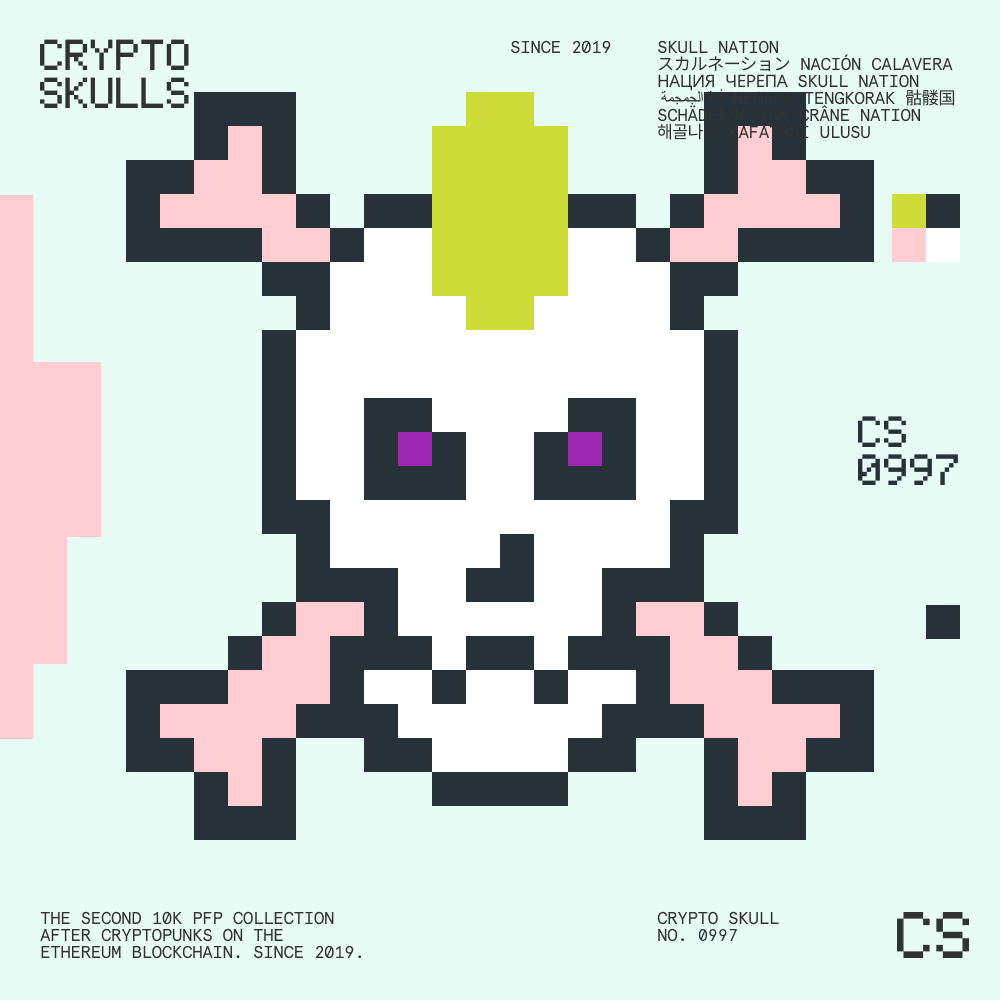 CRYPTO
SKULLS
SINCE 2019
SKULL NATION
スカルネーション NACIÓN CALAVERA
НАЦИЯ ЧЕРЕПА SKULL NATION
TENGKORAK 骷髅国
CRÂNE NATION
해골 ULUSU
CS
0997
THE SECOND 10K PFP COLLECTION
AFTER CRYPTOPUNKS ON THE
ETHEREUM BLOCKCHAIN. SINCE 2019.
CRYPTO SKULL
NO. 0997
CS